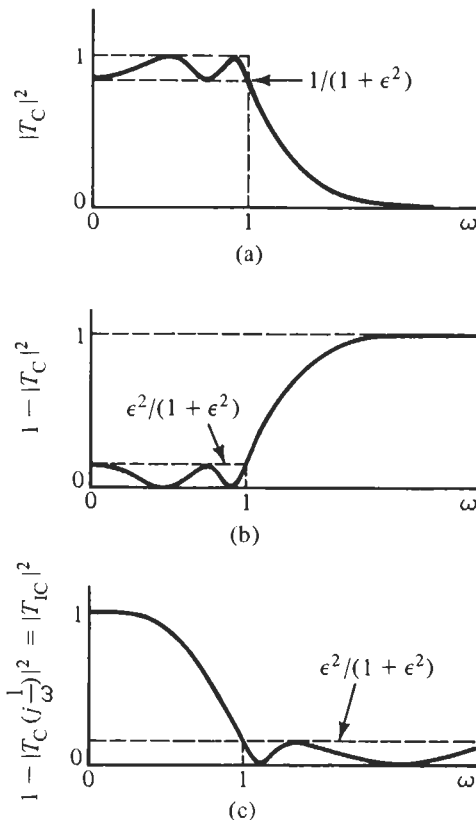 |T_C|^2
1
1/(1 + ϵ^2)
0
0
1
ω
(a)
1 − |T_C|^2
1
ϵ^2/(1 + ϵ^2)
0
0
1
ω
(b)
1 − |T_C(j 1/ω)|^2 = |T_IC|^2
1
ϵ^2/(1 + ϵ^2)
0
0
1
ω
(c)